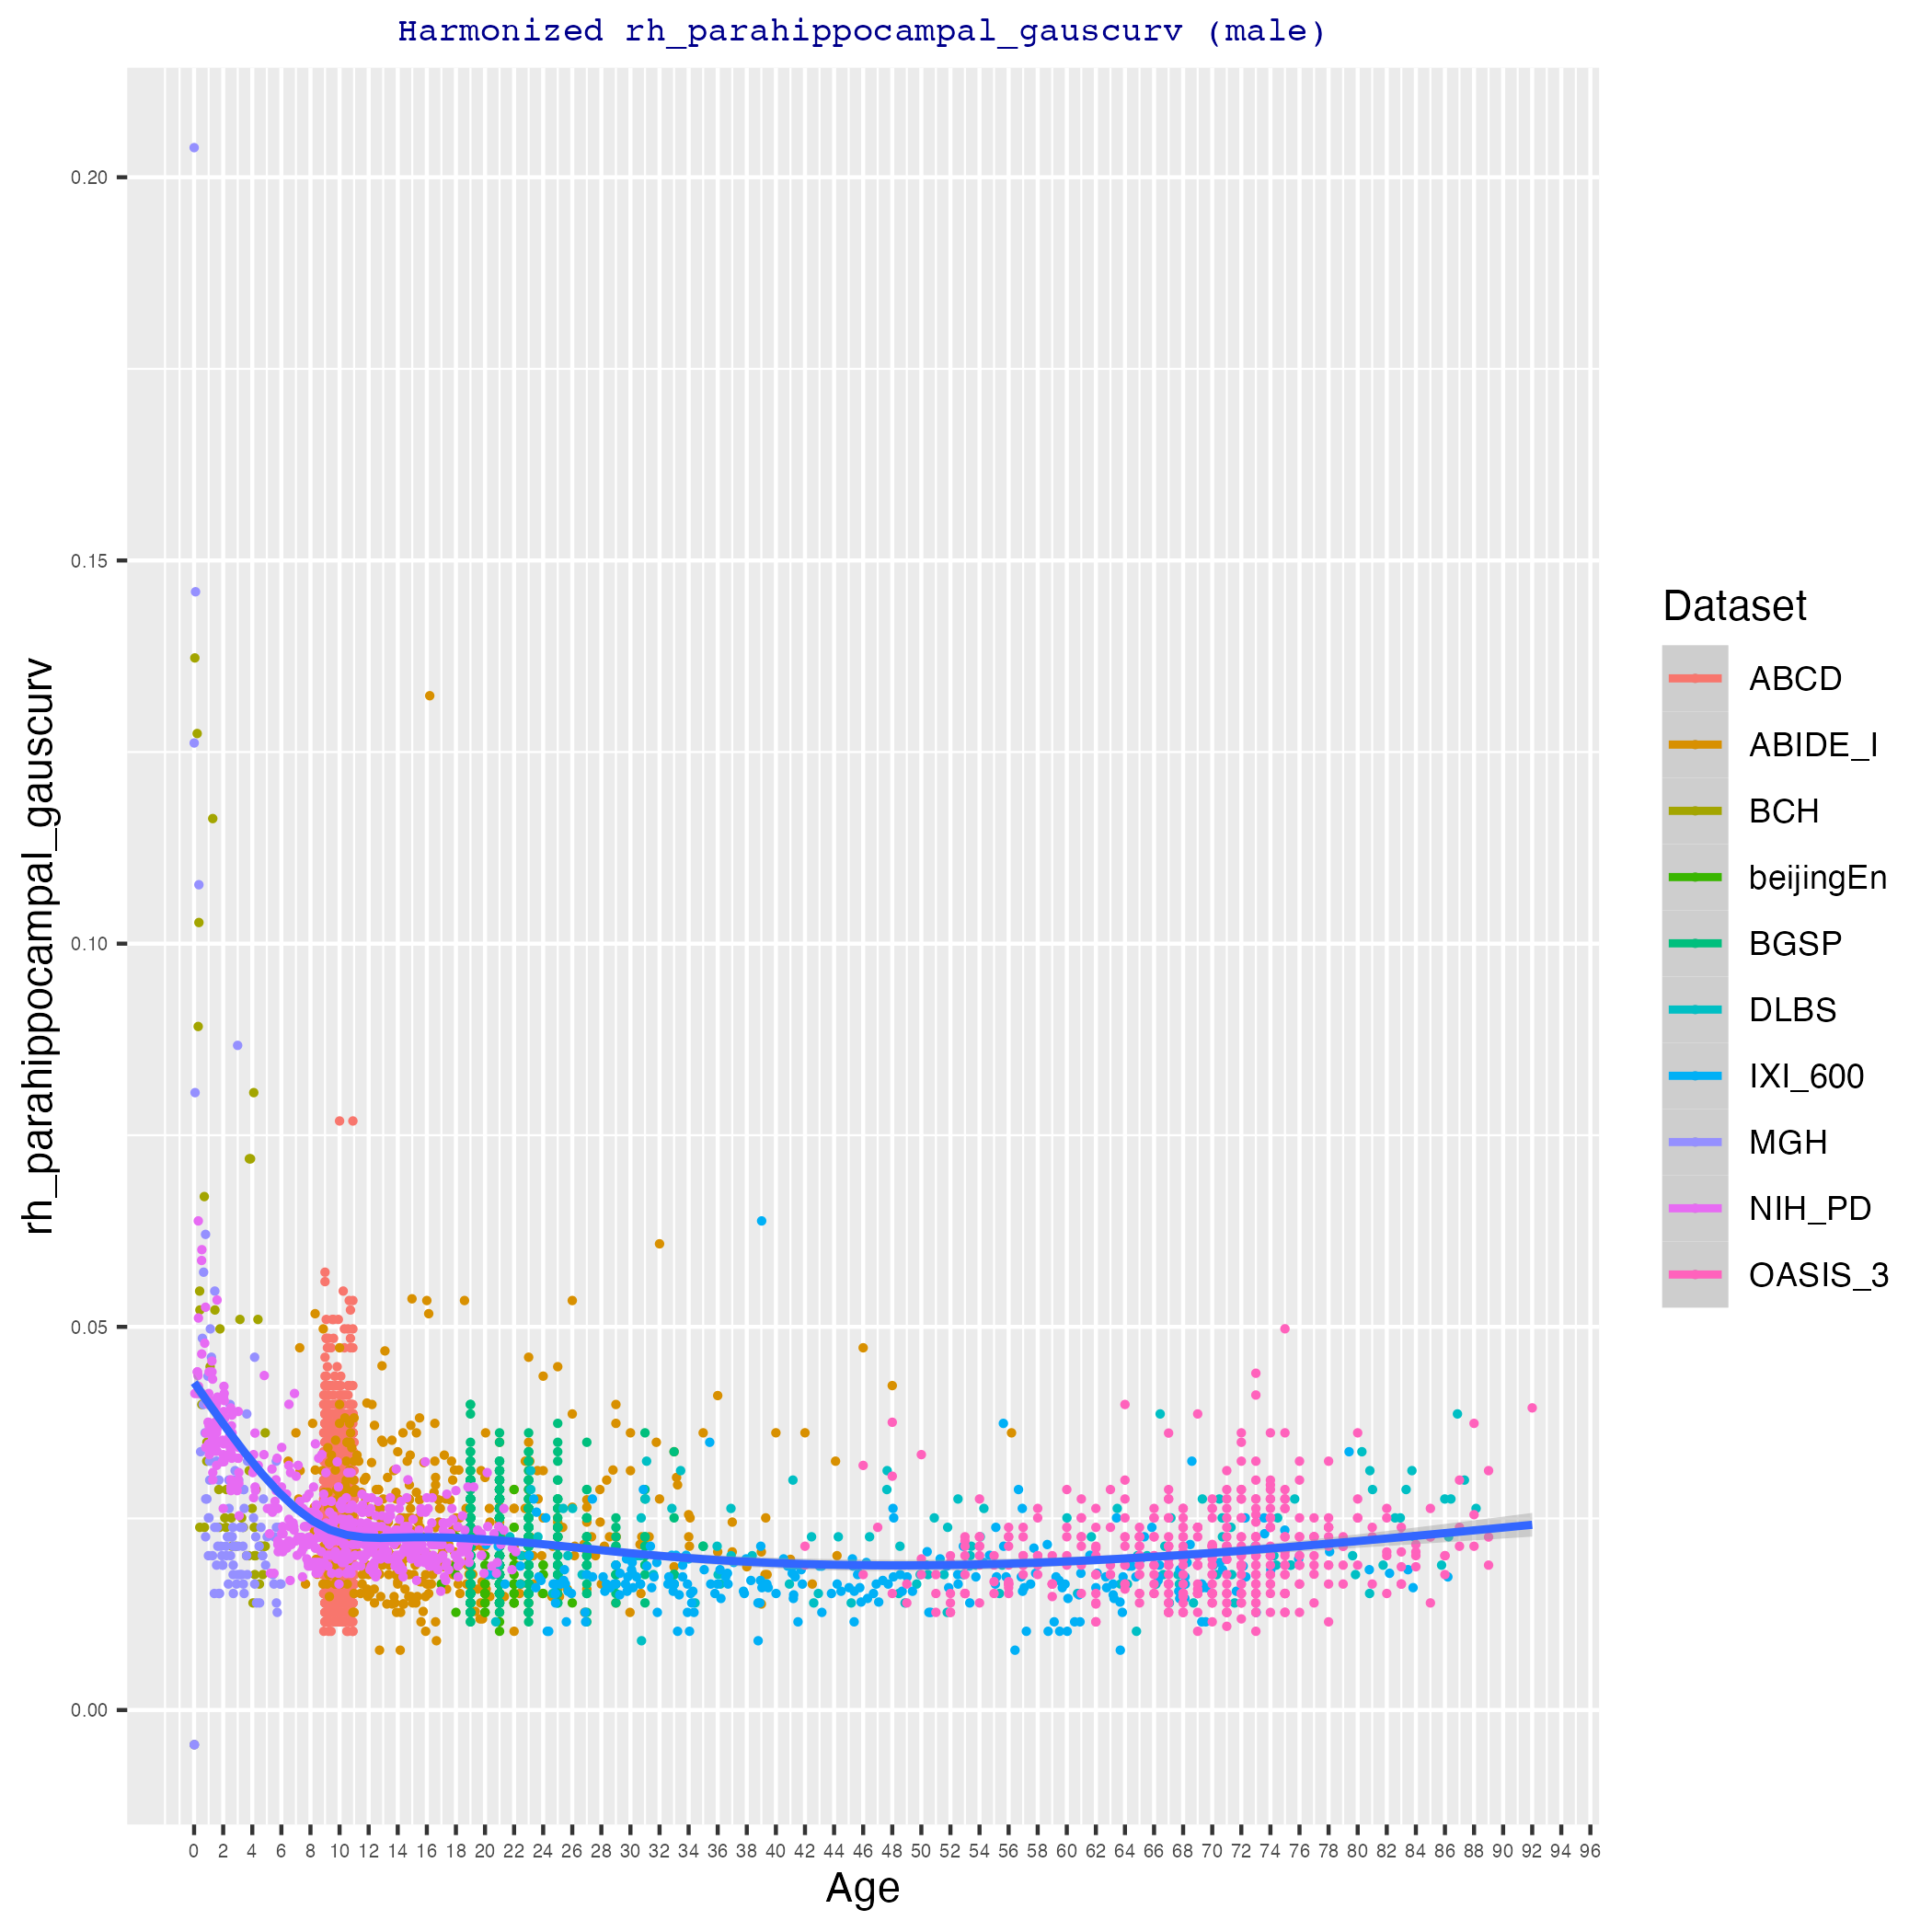 Harmonized rh_parahippocampal_gauscurv (male)
rh_parahippocampal_gauscurv
0.20
0.15
0.10
0.05
0.00
0 2 4 6 8 10 12 14 16 18 20 22 24 26 28 30 32 34 36 38 40 42 44 46 48 50 52 54 56 58 60 62 64 66 68 70 72 74 76 78 80 82 84 86 88 90 92 94 96
Age
Dataset
ABCD
ABIDE_I
BCH
beijingEn
BGSP
DLBS
IXI_600
MGH
NIH_PD
OASIS_3